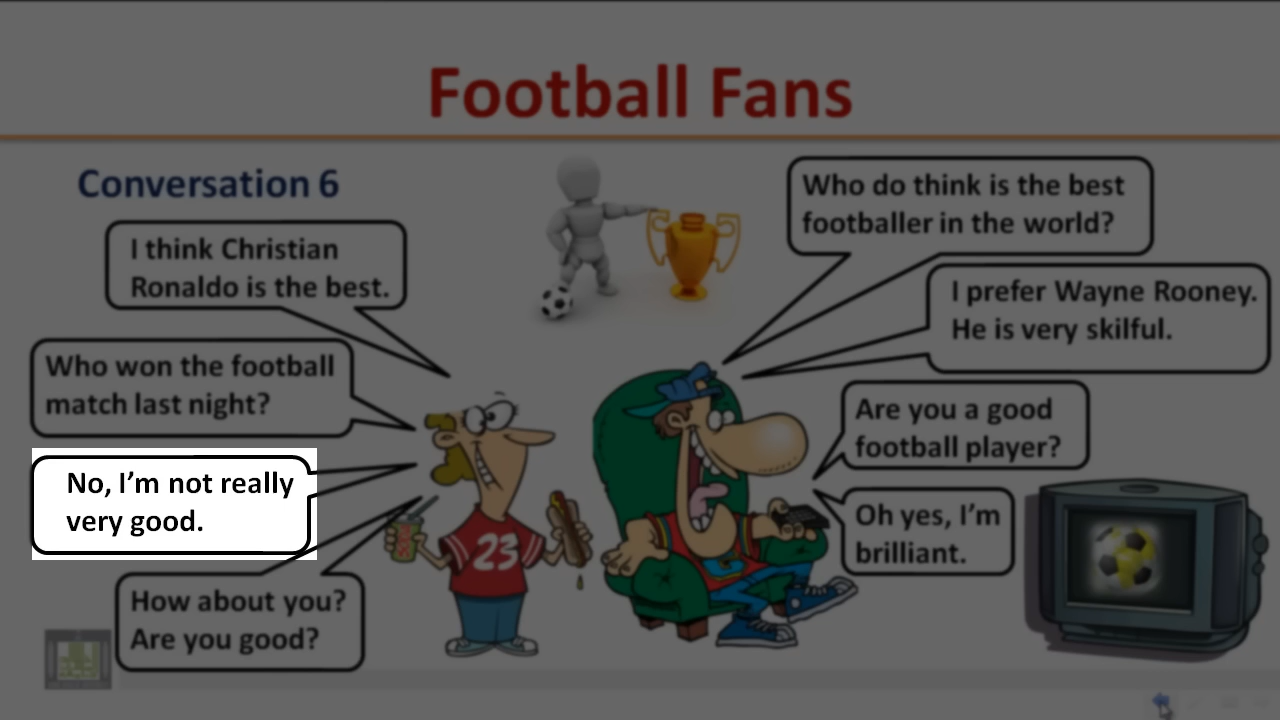 Football Fans
Conversation 6
Who do think is the best
footballer in the world?
I think Christian
Ronaldo is the best.
I prefer Wayne Rooney.
He is very skilful.
Who won the football
match last night?
Are you a good
football player?
No, I'm not really
very good.
Oh yes, I'm
brilliant.
How about you?
Are you good?
23